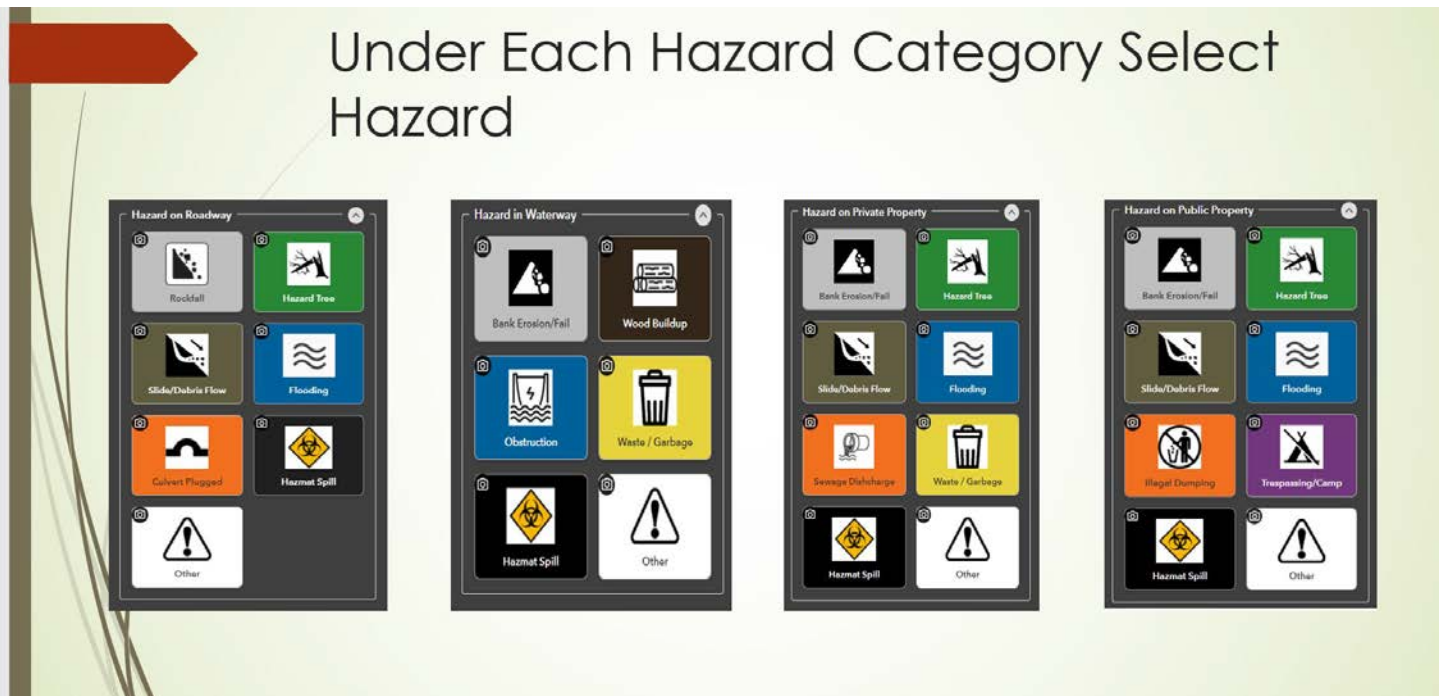 Under Each Hazard Category Select
Hazard
Hazard on Roadway
Rockfall
Hazard Tree
Slide/Debris Flow
Flooding
Culvert Plugged
Hazmat Spill
Other
Hazard in Waterway
Bank Erosion/Fail
Wood Buildup
Obstruction
Waste / Garbage
Hazmat Spill
Other
Hazard on Private Property
Bank Erosion/Fail
Hazard Tree
Slide/Debris Flow
Flooding
Sewage Dishcharge
Waste / Garbage
Hazmat Spill
Other
Hazard on Public Property
Bank Erosion/Fail
Hazard Tree
Slide/Debris Flow
Flooding
Illegal Dumping
Trespassing/Camp
Hazmat Spill
Other